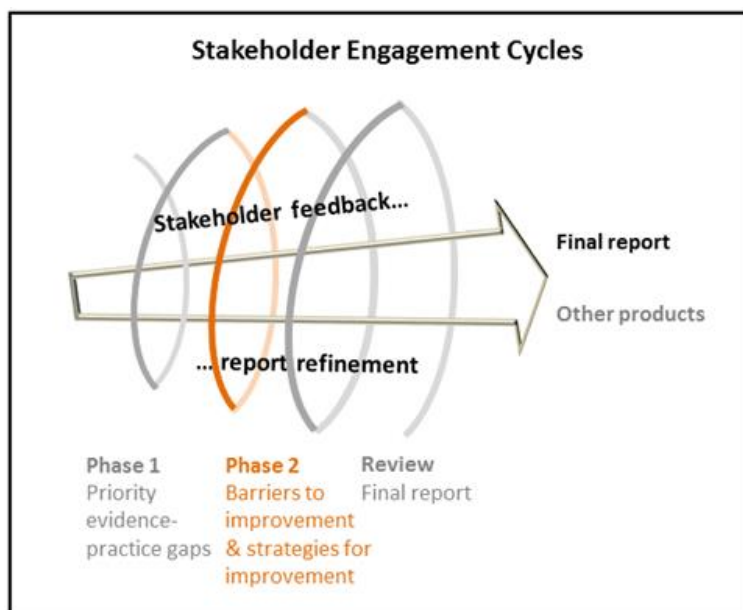 Stakeholder Engagement Cycles
Stakeholder feedback...
Final report
Other products
... report refinement
Phase 1
Priority
evidence-
practice gaps
Phase 2
Barriers to
improvement
& strategies for
improvement
Review
Final report